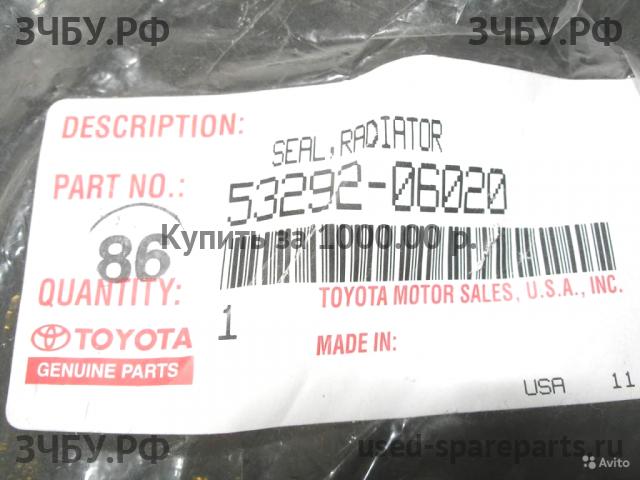 ЗЧБУ.РФ ЗЧБУ.РФ
DESCRIPTION:
SEAL,RADIATOR
PART NO.:
53292-06020
86
Купить за 1000.00 р.
QUANTITY:
1
TOYOTA MOTOR SALES, U.S.A., INC.
TOYOTA
MADE IN:
GENUINE PARTS
USA 11
ЗЧБУ.РФ used-spareparts.ru
Avito